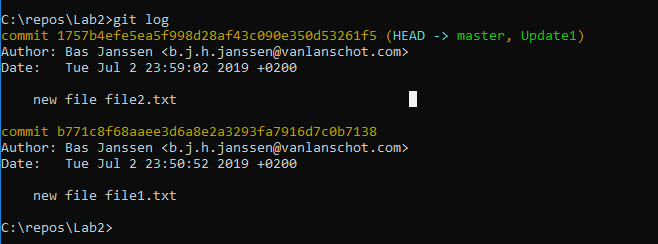 C:\repos\Lab2>git log
commit 1757b4efe5ea5f998d28af43c090e350d53261f5 (HEAD -> master, Update1)
Author: Bas Janssen <b.j.h.janssen@vanlanschot.com>
Date:   Tue Jul 2 23:59:02 2019 +0200
    new file file2.txt
commit b771c8f68aaee3d6a8e2a3293fa7916d7c0b7138
Author: Bas Janssen <b.j.h.janssen@vanlanschot.com>
Date:   Tue Jul 2 23:50:52 2019 +0200
    new file file1.txt
C:\repos\Lab2>